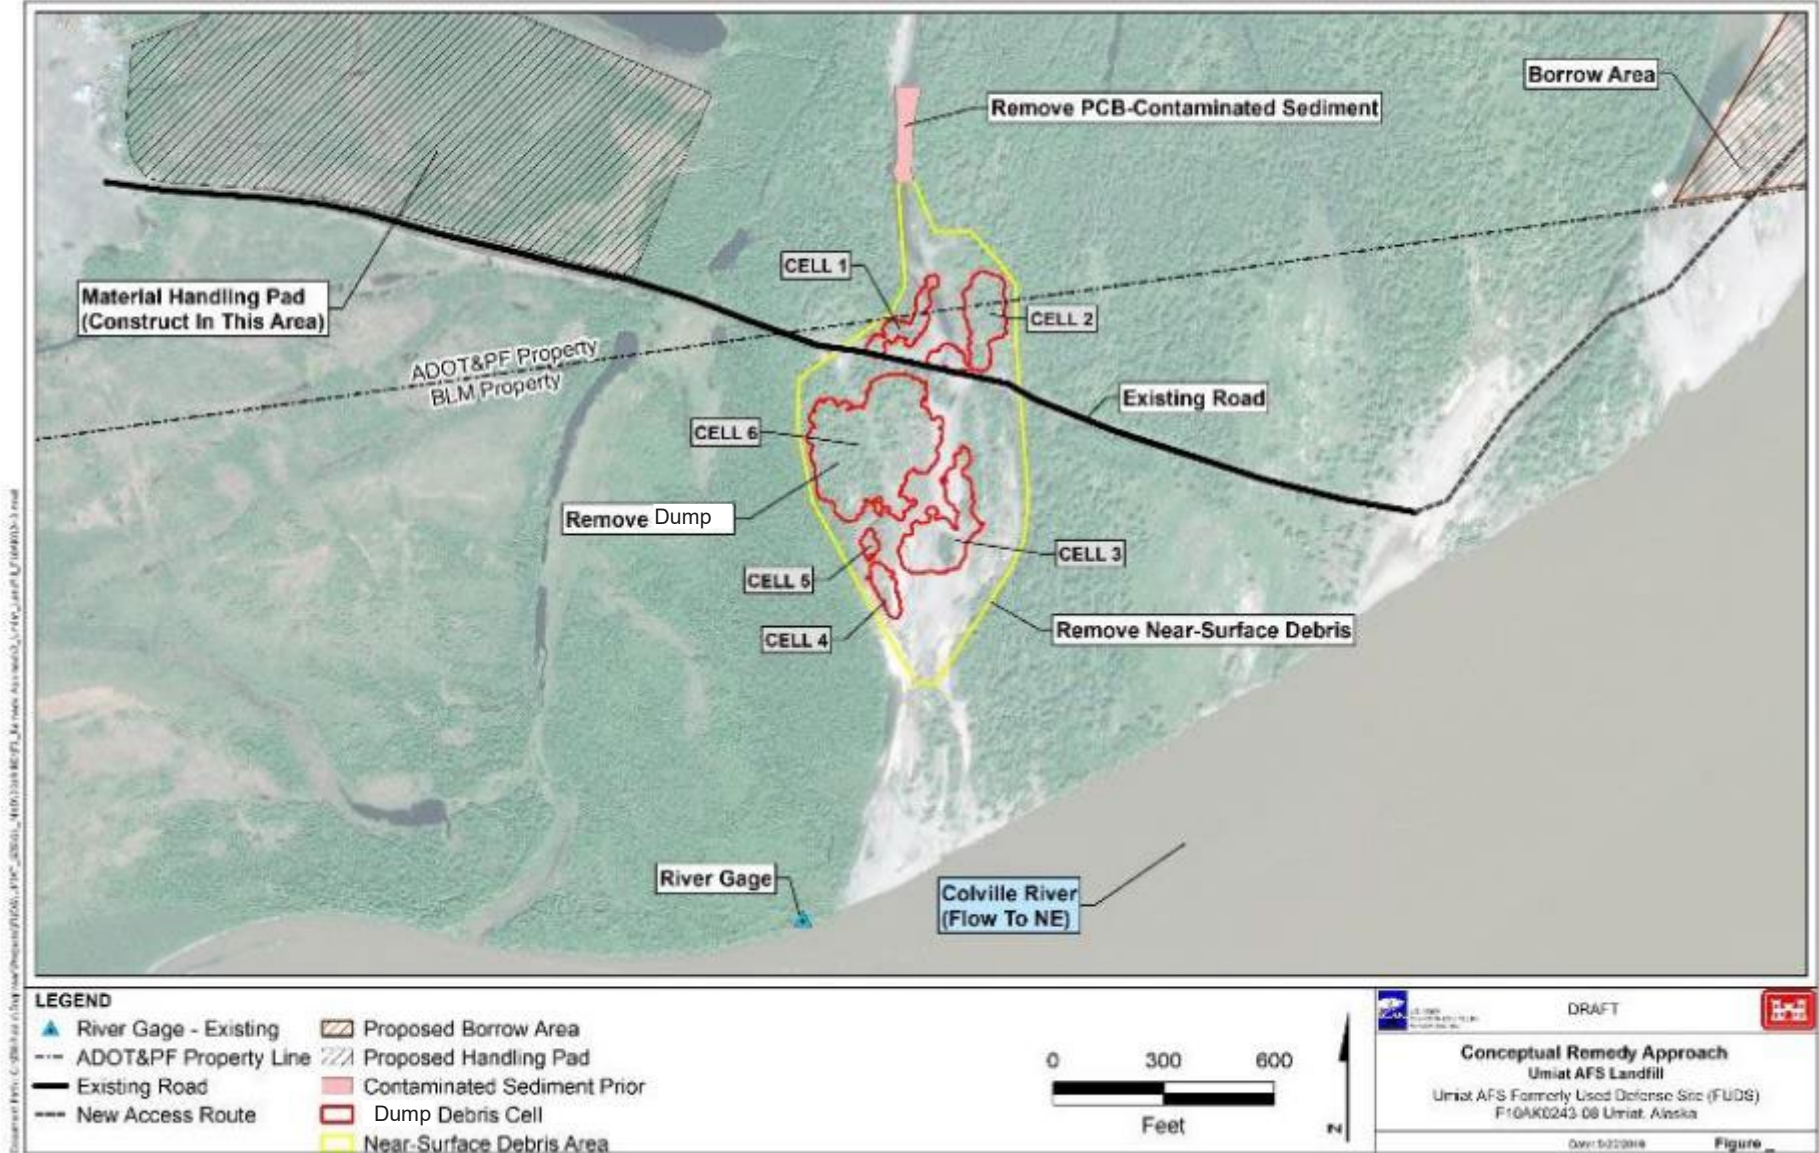 Borrow Area
Remove PCB-Contaminated Sediment
CELL 1
Material Handling Pad
(Construct In This Area)
CELL 2
ADOT&PF Property
BLM Property
Existing Road
CELL 6
Remove Dump
CELL 3
CELL 5
CELL 4
Remove Near-Surface Debris
River Gage
Colville River
(Flow To NE)
LEGEND
River Gage - Existing
ADOT&PF Property Line
Existing Road
New Access Route
Proposed Borrow Area
Proposed Handling Pad
Contaminated Sediment Prior
Dump Debris Cell
Near-Surface Debris Area
0 300 600
Feet
N
DRAFT
Conceptual Remedy Approach
Umiat AFS Landfill
Umiat AFS Formerly Used Defense Site (FUDS)
F10AK0243-08 Umiat, Alaska
Figure _